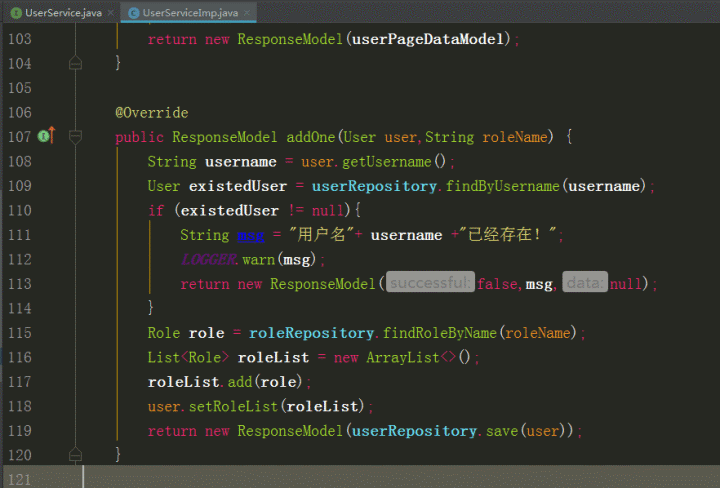 UserService.java × UserServiceImp.java ×
103 return new ResponseModel(userPageDataModel);
104 }
105
106 @Override
107 public ResponseModel addOne(User user,String roleName) {
108 String username = user.getUsername();
109 User existedUser = userRepository.findByUsername(username);
110 if (existedUser != null){
111 String msg = "用户名"+ username +"已经存在！";
112 LOGGER.warn(msg);
113 return new ResponseModel( successful: false,msg, data: null);
114 }
115 Role role = roleRepository.findRoleByName(roleName);
116 List<Role> roleList = new ArrayList<>();
117 roleList.add(role);
118 user.setRoleList(roleList);
119 return new ResponseModel(userRepository.save(user));
120 }
121